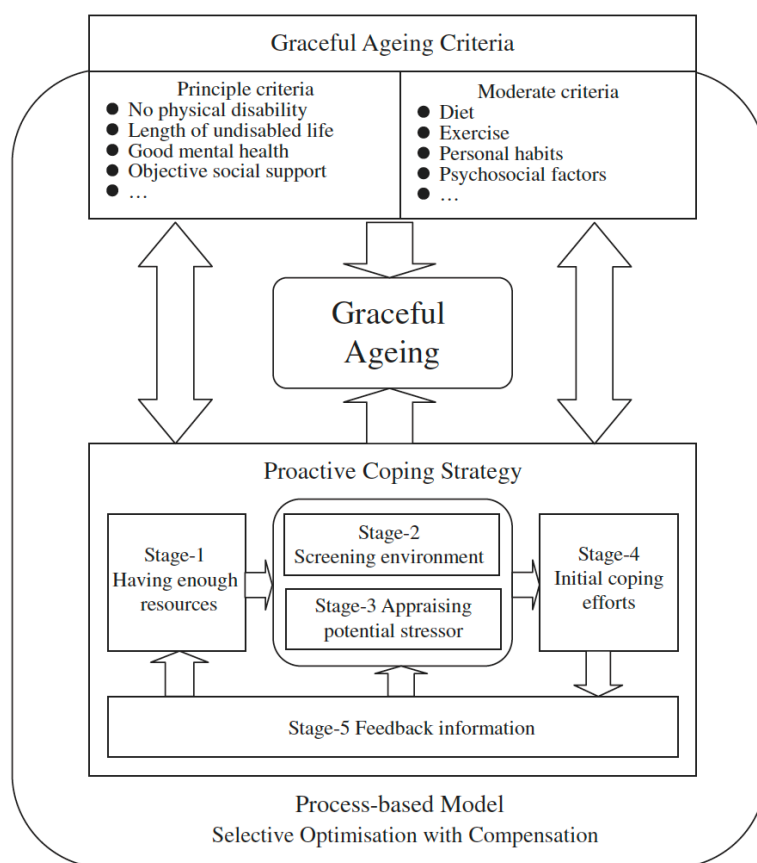 Graceful Ageing Criteria
Principle criteria
● No physical disability
● Length of undisabled life
● Good mental health
● Objective social support
● …
Moderate criteria
● Diet
● Exercise
● Personal habits
● Psychosocial factors
● …
Graceful
Ageing
Proactive Coping Strategy
Stage-1
Having enough
resources
Stage-2
Screening environment
Stage-3 Appraising
potential stressor
Stage-4
Initial coping
efforts
Stage-5 Feedback information
Process-based Model
Selective Optimisation with Compensation